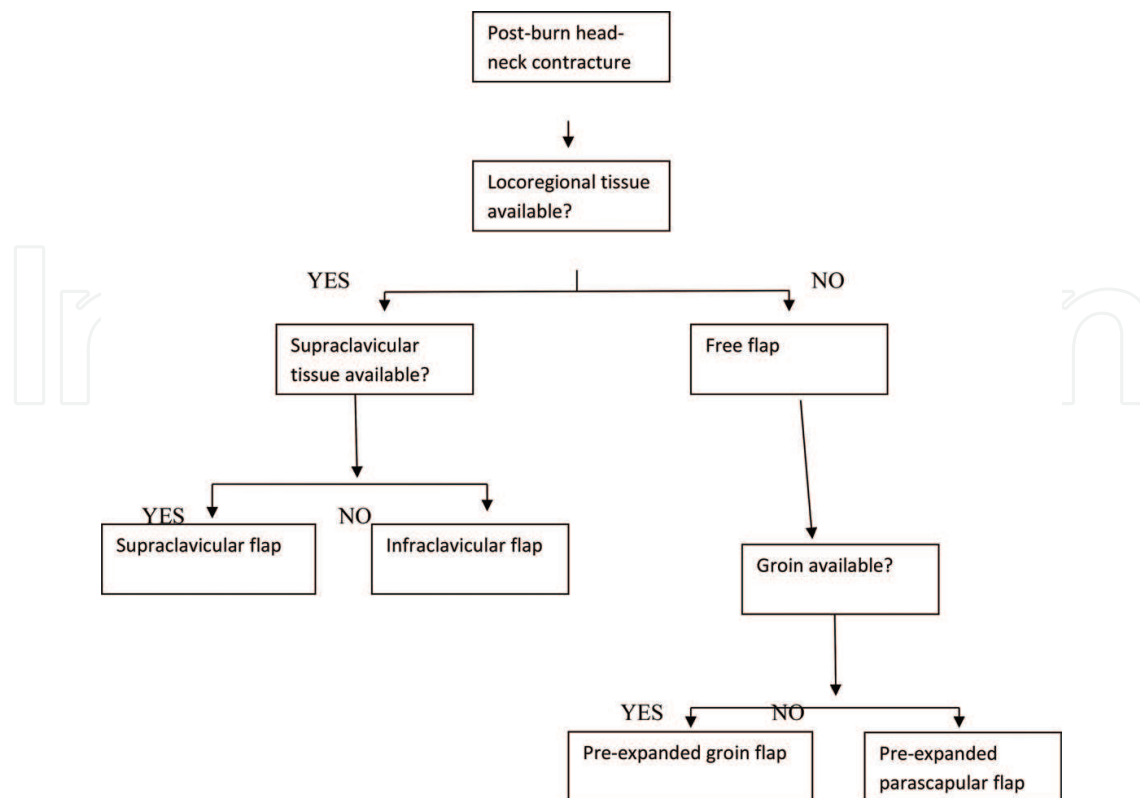 Post-burn head-
neck contracture
Locoregional tissue
available?
YES
NO
Supraclavicular
tissue available?
Free flap
YES
NO
Supraclavicular flap
Infraclavicular flap
Groin available?
YES
NO
Pre-expanded groin flap
Pre-expanded
parascapular flap